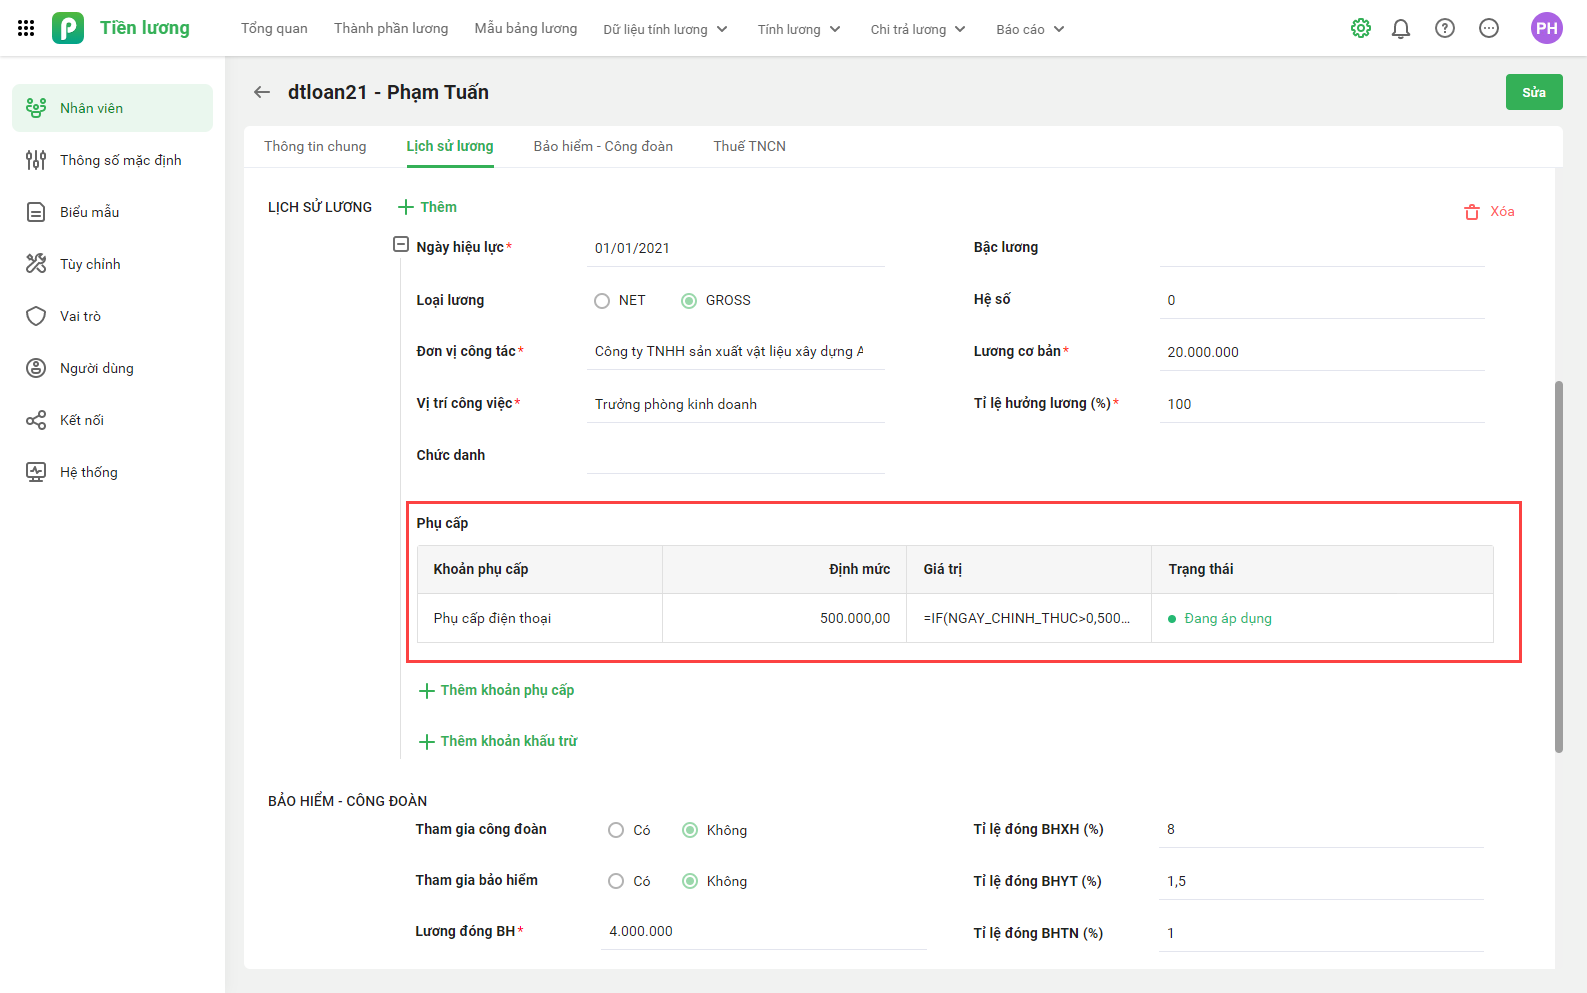 Tiền lương
Tổng quan
Thành phần lương
Mẫu bảng lương
Dữ liệu tính lương
Tính lương
Chi trả lương
Báo cáo
PH
Nhân viên
Thông số mặc định
Biểu mẫu
Tùy chỉnh
Vai trò
Người dùng
Kết nối
Hệ thống
dtloan21 - Phạm Tuấn
Sửa
Thông tin chung
Lịch sử lương
Bảo hiểm - Công đoàn
Thuế TNCN
LỊCH SỬ LƯƠNG
Thêm
Xóa
Ngày hiệu lực* 01/01/2021
Bậc lương
Loại lương NET GROSS
Hệ số 0
Đơn vị công tác* Công ty TNHH sản xuất vật liệu xây dựng A
Lương cơ bản* 20.000.000
Vị trí công việc* Trưởng phòng kinh doanh
Tỉ lệ hưởng lương (%)* 100
Chức danh
Phụ cấp
Khoản phụ cấp Định mức Giá trị Trạng thái
Phụ cấp điện thoại 500.000,00 =IF(NGAY_CHINH_THUC>0,500... Đang áp dụng
Thêm khoản phụ cấp
Thêm khoản khấu trừ
BẢO HIỂM - CÔNG ĐOÀN
Tham gia công đoàn Có Không
Tỉ lệ đóng BHXH (%) 8
Tham gia bảo hiểm Có Không
Tỉ lệ đóng BHYT (%) 1,5
Lương đóng BH* 4.000.000
Tỉ lệ đóng BHTN (%) 1